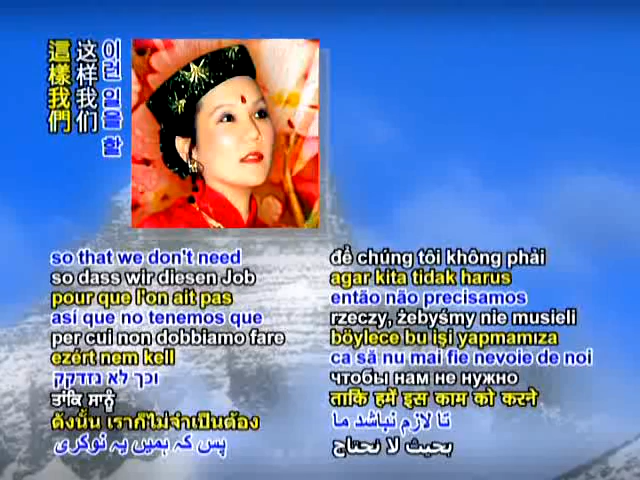 這樣我們
这样我们
이런 일을 할
so that we don't need
so dass wir diesen Job
pour que l'on ait pas
así que no tenemos que
per cui non dobbiamo fare
ezért nem kell
וכך לא נזדקק
ਤਾਂਕਿ ਸਾਨੂੰ
ดังนั้น เราก็ไม่จำเป็นต้อง
پس کہ ہمیں یہ نوکری
để chúng tôi không phải
agar kita tidak harus
então não precisamos
rzeczy, żebyśmy nie musieli
böylece bu işi yapmamıza
ca să nu mai fie nevoie de noi
чтобы нам не нужно
ताकि हमें इस काम को करने
تا لازم نباشد ما
بحيث لا نحتاج